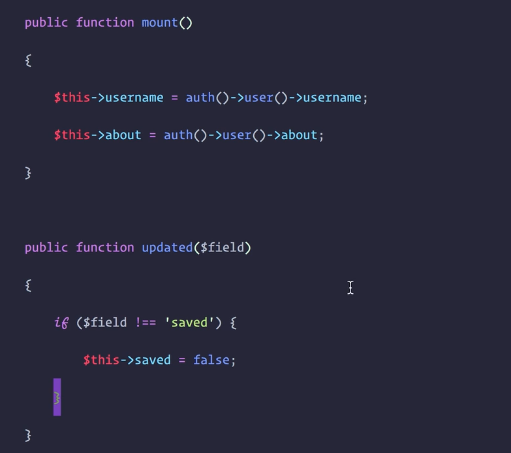 public function mount()
{
    $this->username = auth()->user()->username;
    $this->about = auth()->user()->about;
}
public function updated($field)
{
    if ($field !== 'saved') {
        $this->saved = false;
    }
}